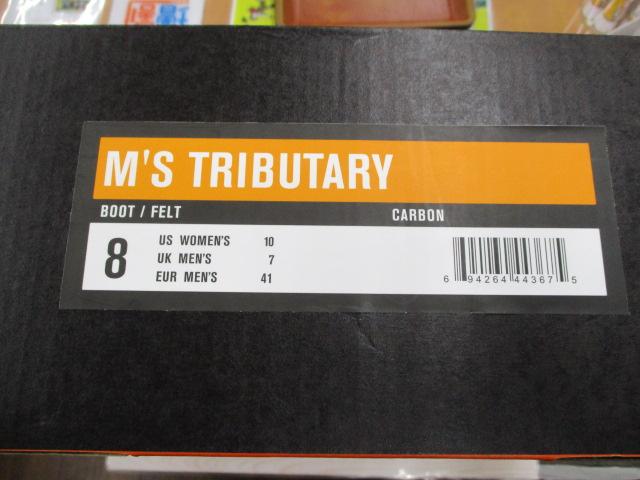 M'S TRIBUTARY
BOOT / FELT CARBON
8 US WOMEN'S 10
UK MEN'S 7
EUR MEN'S 41
6 94264 44367 5